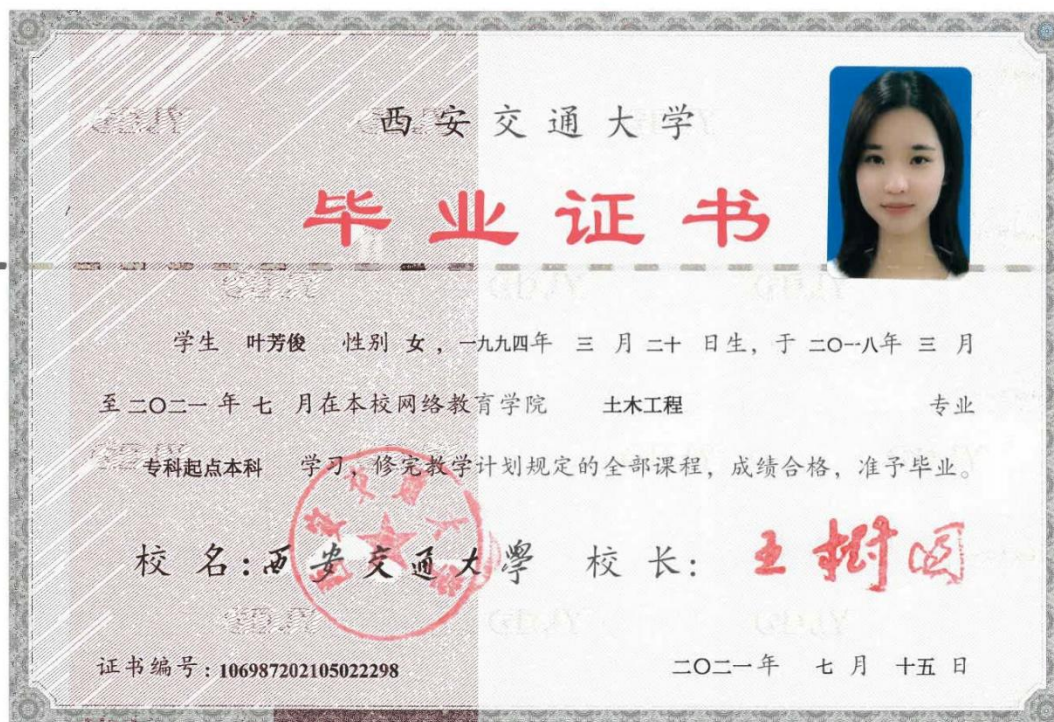 西安交通大学
毕业证书
学生 叶芳俊 性别 女，一九九四年 三 月 二十 日生，于 二〇一八年 三 月
至 二〇二一 年 七 月在本校网络教育学院 土木工程 专业
专科起点本科 学习，修完教学计划规定的全部课程，成绩合格，准予毕业。
校 名：西安交通大學 校 长： 王树国
证书编号：106987202105022298 二〇二一年 七 月 十五 日